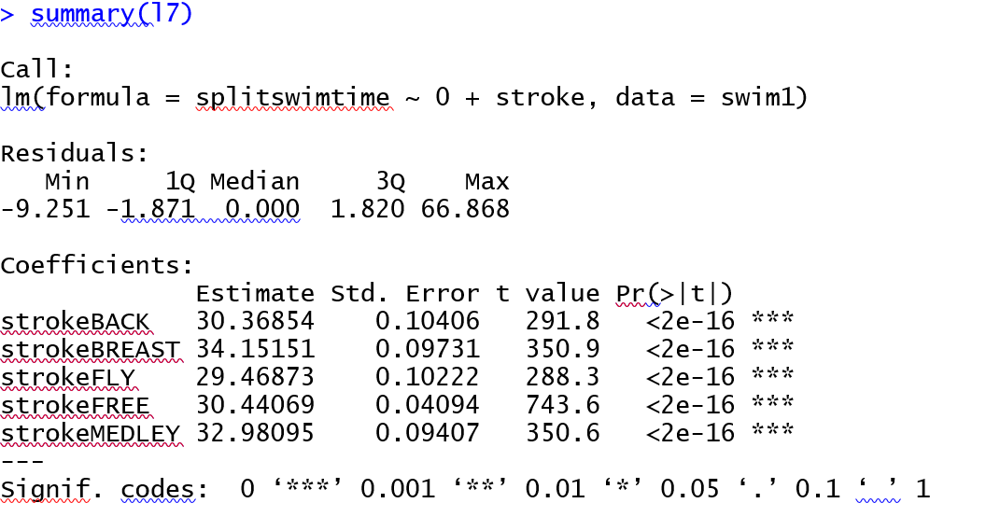 > summary(l7)
Call:
lm(formula = splitswimtime ~ 0 + stroke, data = swim1)
Residuals:
   Min     1Q Median     3Q    Max
-9.251 -1.871  0.000  1.820 66.868
Coefficients:
             Estimate Std. Error t value Pr(>|t|)
strokeBACK   30.36854    0.10406   291.8   <2e-16 ***
strokeBREAST 34.15151    0.09731   350.9   <2e-16 ***
strokeFLY    29.46873    0.10222   288.3   <2e-16 ***
strokeFREE   30.44069    0.04094   743.6   <2e-16 ***
strokeMEDLEY 32.98095    0.09407   350.6   <2e-16 ***
---
Signif. codes:  0 ‘***’ 0.001 ‘**’ 0.01 ‘*’ 0.05 ‘.’ 0.1 ‘ ’ 1